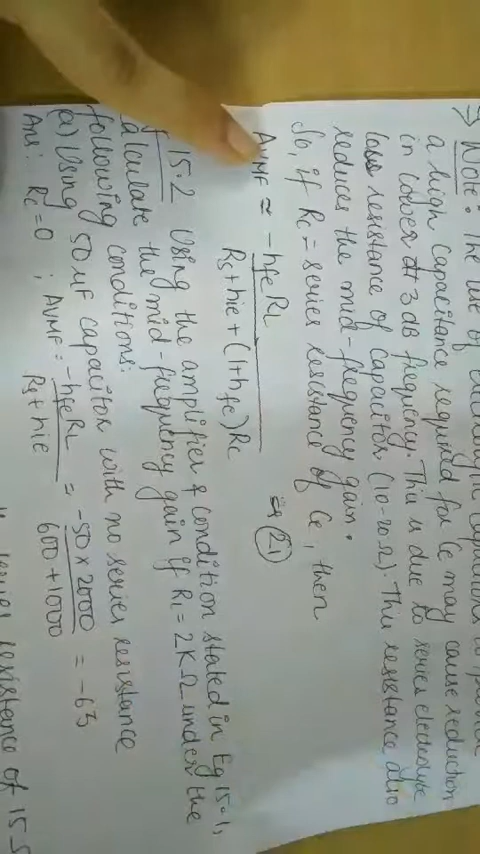 → Note: The use of electrolytic capacitors to provide
a high capacitance required for Ce may cause reduction
in lower 3 dB frequency. This is due to series electrolyte
loss resistance of capacitor (10-20 Ω). This resistance also
reduces the mid-frequency gain.
So, if Rc = series resistance of Ce, then
AVMF ≈ -hfe RL / Rs + hie + (1+hfe) Rc → (21)
Eg 15.2 Using the amplifier & condition stated in Eg 15.1,
calculate the mid-frequency gain if RL = 2KΩ under the
following conditions:
(a) Using 50 μF capacitor with no series resistance
Ans: Rc = 0 ; AVMF = -hfe RL / Rs + hie = -50 x 2000 / 600 + 1000 = -63
series resistance of 15